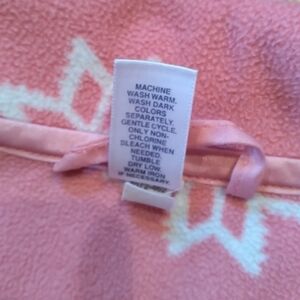 MACHINE
WASH WARM.
WASH DARK
COLORS
SEPARATELY.
GENTLE CYCLE.
ONLY NON-
CHLORINE
BLEACH WHEN
NEEDED.
TUMBLE
DRY LOW.
WARM IRON
IF NECESSARY.